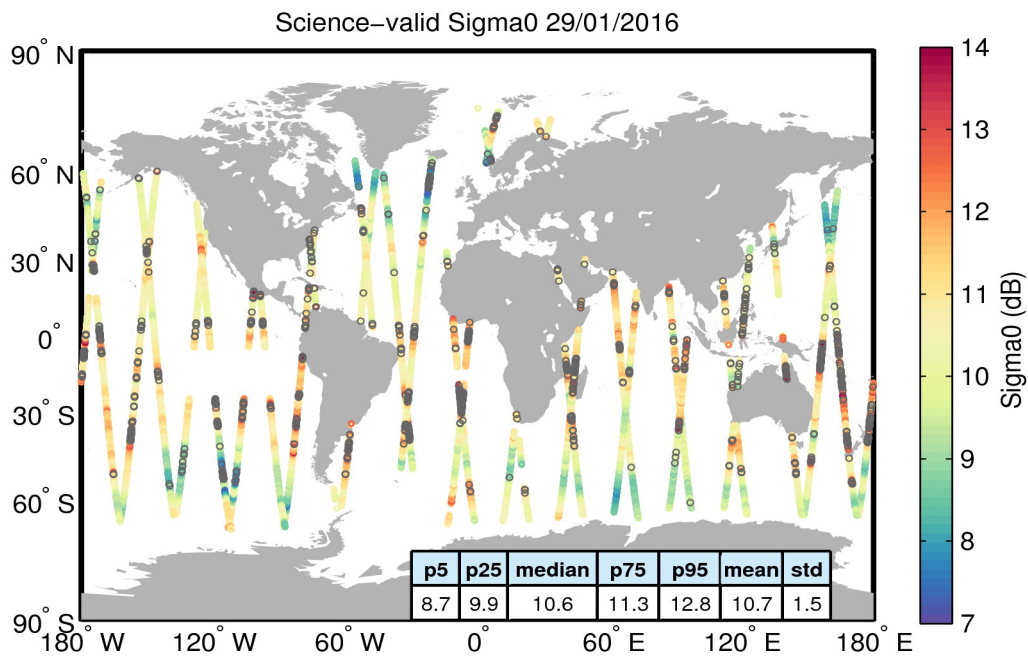 Science−valid Sigma0 29/01/2016
90° N
60° N
30° N
0°
30° S
60° S
90° S
180° W
120° W
60° W
0°
60° E
120° E
180° E
p5 p25 median p75 p95 mean std
8.7 9.9 10.6 11.3 12.8 10.7 1.5
14
13
12
11
10
9
8
7
Sigma0 (dB)